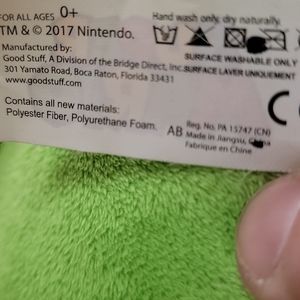 FOR ALL AGES 0+
TM & © 2017 Nintendo.
Manufactured by:
Good Stuff, A Division of the Bridge Direct, Inc.
301 Yamato Road, Boca Raton, Florida 33431
www.goodstuff.com
Contains all new materials:
Polyester Fiber, Polyurethane Foam.
Hand wash only, dry naturally.
SURFACE WASHABLE ONLY
SURFACE LAVER UNIQUEMENT
C
AB
Reg. No. PA 15747 (CN)
Made in Jiangsu, China
Fabrique en Chine